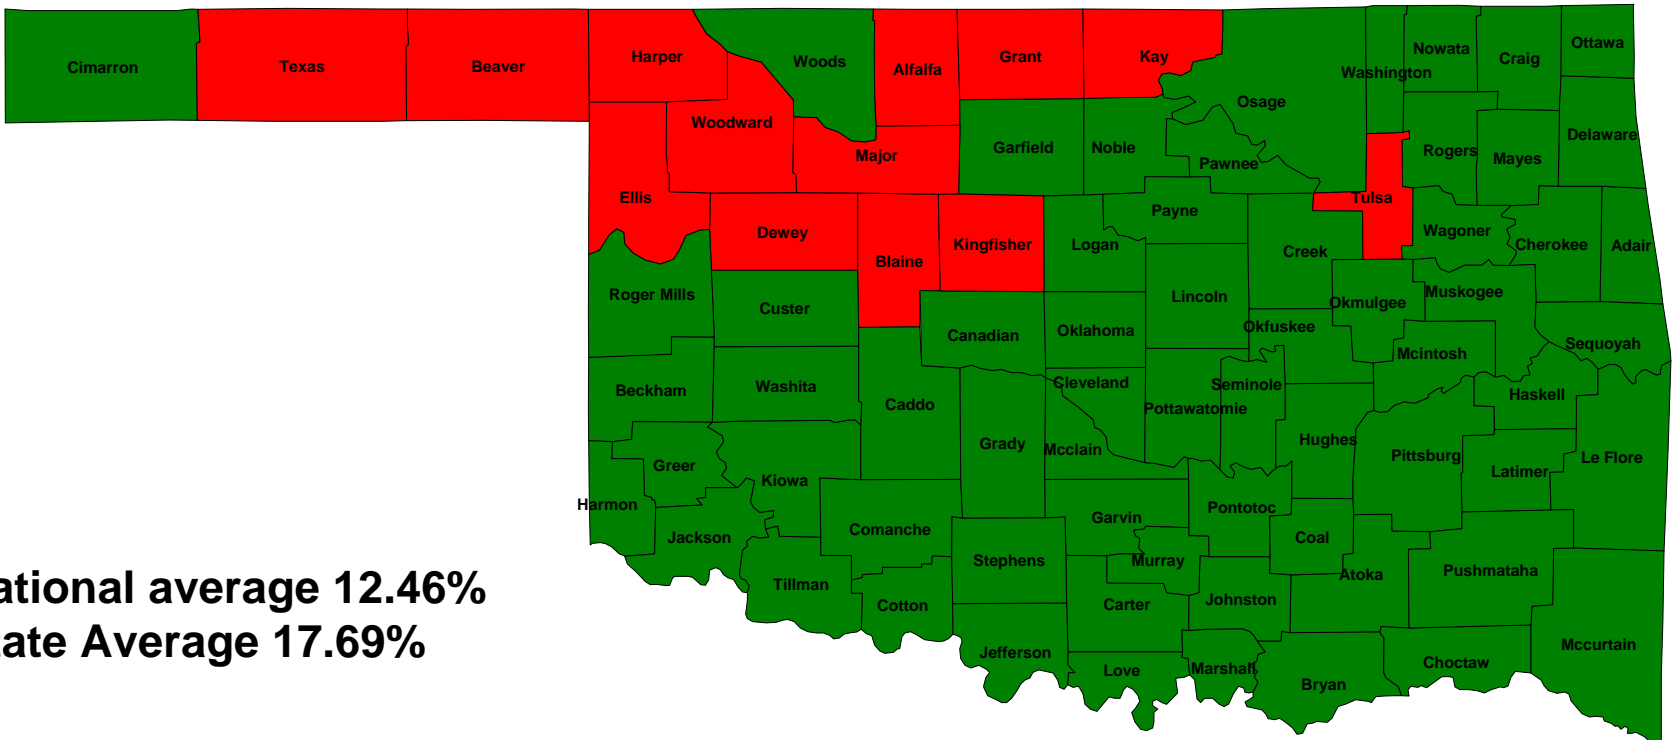 Cimarron
Texas
Beaver
Harper
Woods
Alfalfa
Grant
Kay
Osage
Washington
Nowata
Craig
Ottawa
Woodward
Major
Garfield
Noble
Pawnee
Rogers
Mayes
Delaware
Ellis
Dewey
Blaine
Kingfisher
Logan
Payne
Creek
Tulsa
Wagoner
Cherokee
Adair
Roger Mills
Custer
Canadian
Oklahoma
Lincoln
Okfuskee
Okmulgee
Muskogee
Mcintosh
Sequoyah
Beckham
Washita
Caddo
Grady
Cleveland
Mcclain
Pottawatomie
Seminole
Hughes
Pittsburg
Haskell
Latimer
Le Flore
Greer
Harmon
Kiowa
Jackson
Comanche
Garvin
Pontotoc
Coal
Tillman
Cotton
Stephens
Murray
Carter
Johnston
Atoka
Pushmataha
Jefferson
Love
Marshall
Bryan
Choctaw
Mccurtain
ational average 12.46%
tate Average 17.69%